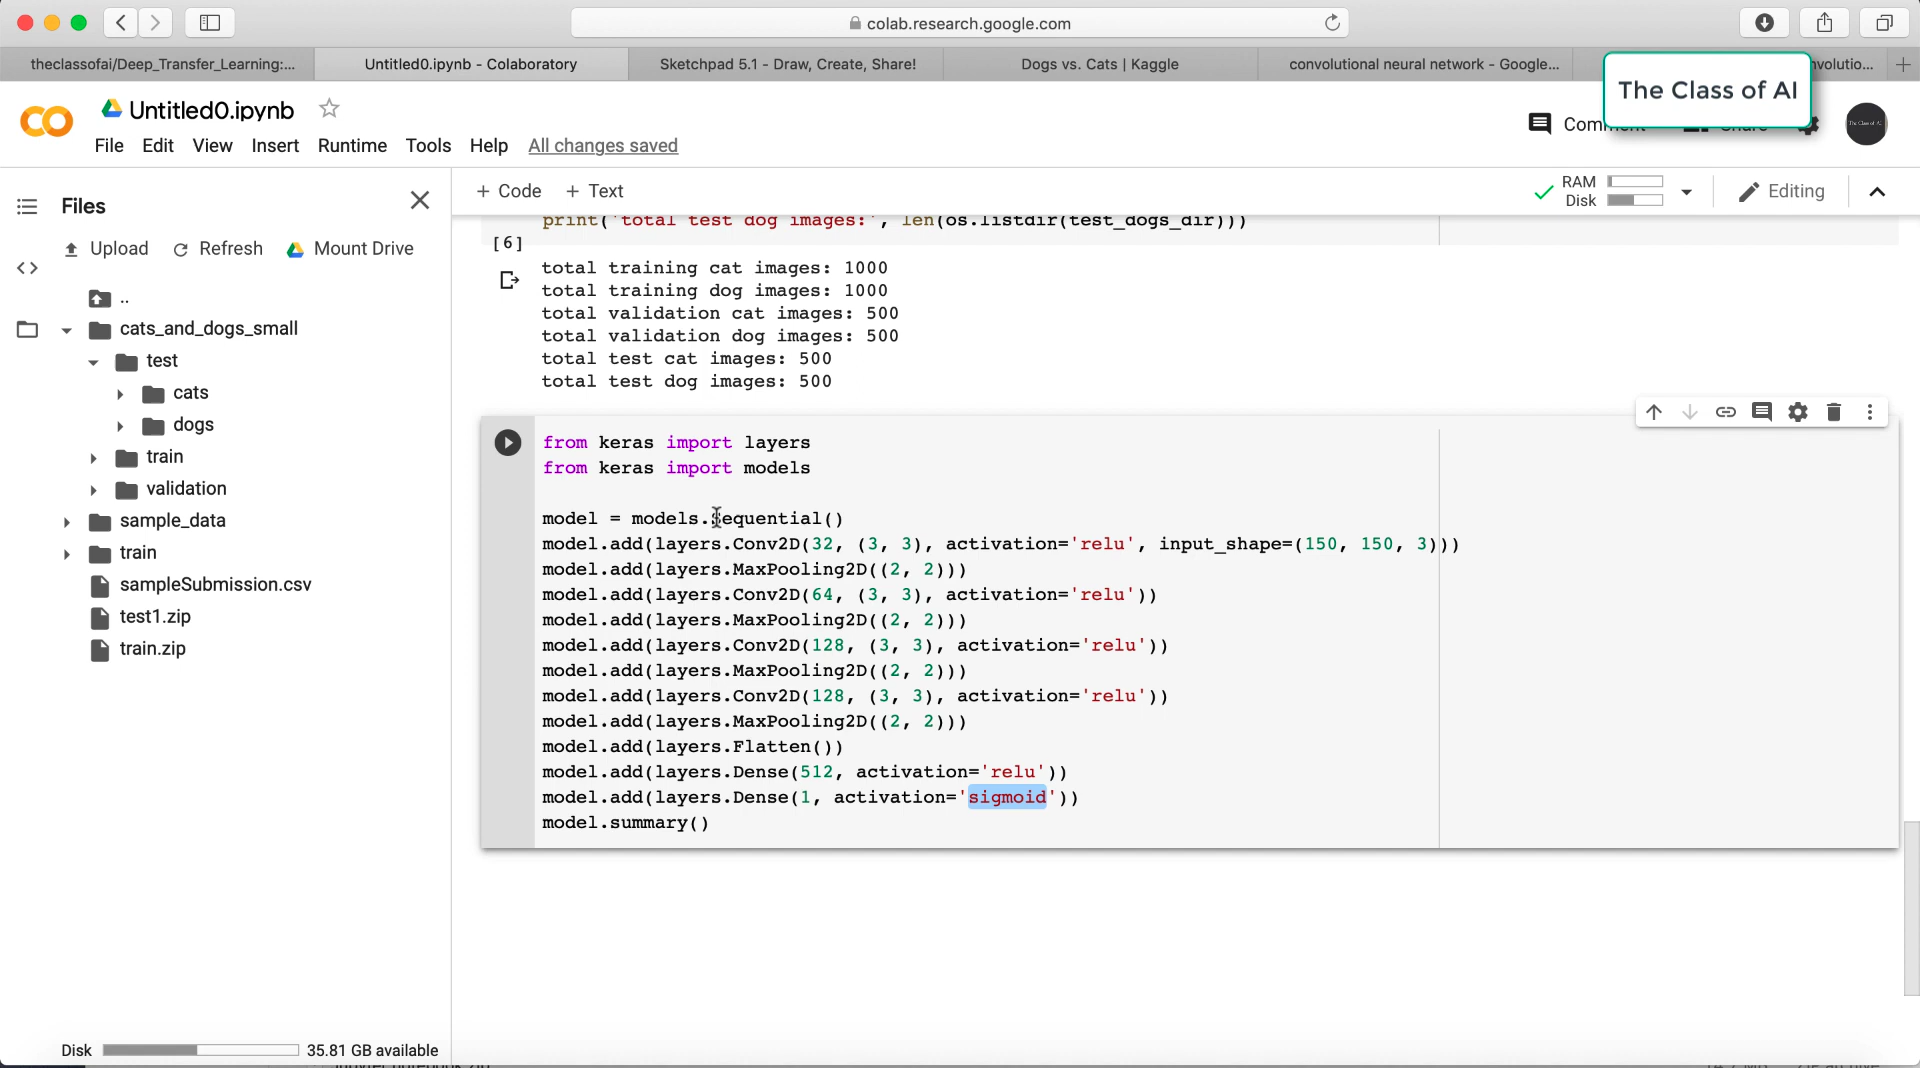 colab.research.google.com
theclassofai/Deep_Transfer_Learning:...
Untitled0.ipynb - Colaboratory
Sketchpad 5.1 - Draw, Create, Share!
Dogs vs. Cats | Kaggle
convolutional neural network - Google...
The Class of AI
Untitled0.ipynb
File Edit View Insert Runtime Tools Help All changes saved
Files
+ Code + Text
RAM
Disk
Editing
Upload Refresh Mount Drive
..
cats_and_dogs_small
test
cats
dogs
train
validation
sample_data
train
sampleSubmission.csv
test1.zip
train.zip
Disk 35.81 GB available
print('total test dog images:', len(os.listdir(test_dogs_dir)))
[6]
total training cat images: 1000
total training dog images: 1000
total validation cat images: 500
total validation dog images: 500
total test cat images: 500
total test dog images: 500
from keras import layers
from keras import models
model = models.Sequential()
model.add(layers.Conv2D(32, (3, 3), activation='relu', input_shape=(150, 150, 3)))
model.add(layers.MaxPooling2D((2, 2)))
model.add(layers.Conv2D(64, (3, 3), activation='relu'))
model.add(layers.MaxPooling2D((2, 2)))
model.add(layers.Conv2D(128, (3, 3), activation='relu'))
model.add(layers.MaxPooling2D((2, 2)))
model.add(layers.Conv2D(128, (3, 3), activation='relu'))
model.add(layers.MaxPooling2D((2, 2)))
model.add(layers.Flatten())
model.add(layers.Dense(512, activation='relu'))
model.add(layers.Dense(1, activation='sigmoid'))
model.summary()